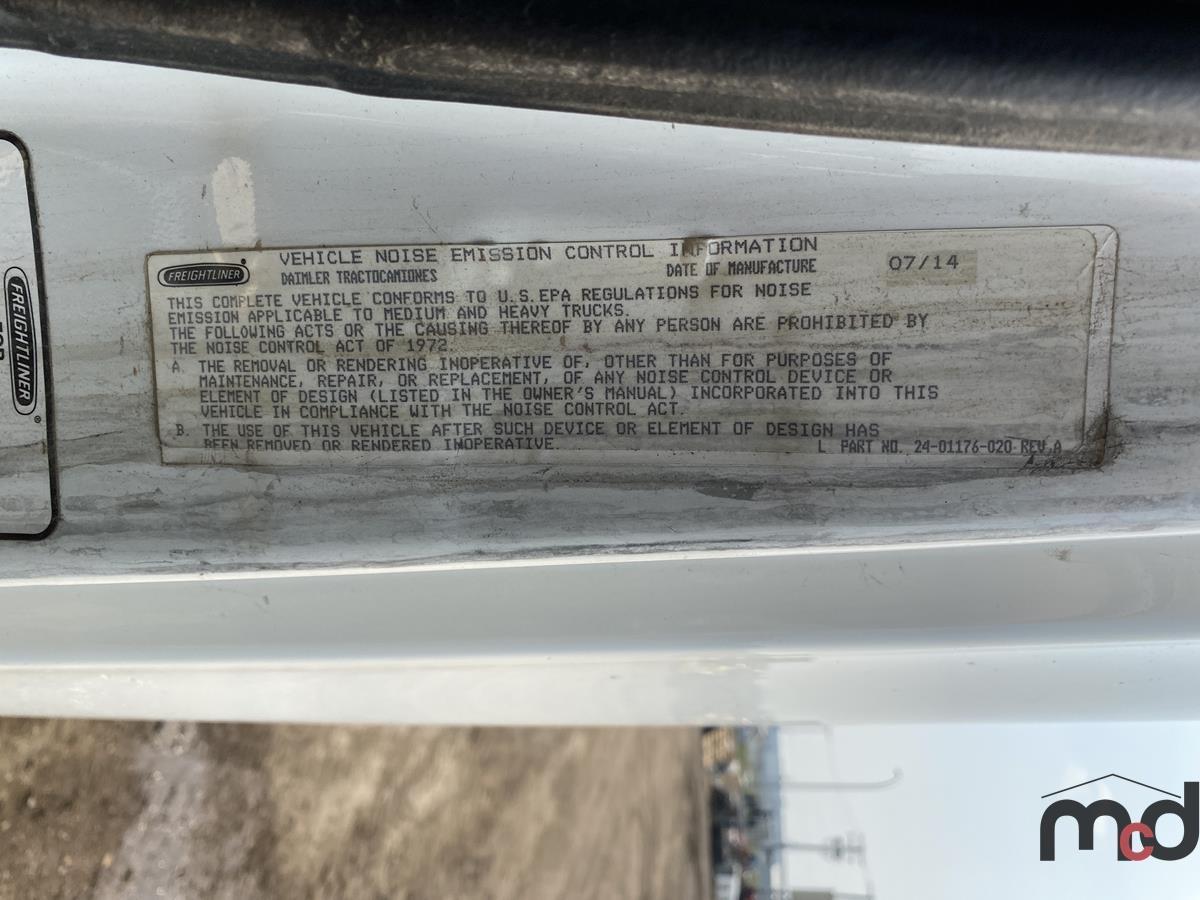 FREIGHTLINER
VEHICLE NOISE EMISSION CONTROL INFORMATION
DAIMLER TRACTOCAMIONES DATE OF MANUFACTURE 07/14
THIS COMPLETE VEHICLE CONFORMS TO U.S.EPA REGULATIONS FOR NOISE
EMISSION APPLICABLE TO MEDIUM AND HEAVY TRUCKS.
THE FOLLOWING ACTS OR THE CAUSING THEREOF BY ANY PERSON ARE PROHIBITED BY
THE NOISE CONTROL ACT OF 1972.
A. THE REMOVAL OR RENDERING INOPERATIVE OF, OTHER THAN FOR PURPOSES OF
MAINTENANCE, REPAIR, OR REPLACEMENT, OF ANY NOISE CONTROL DEVICE OR
ELEMENT OF DESIGN (LISTED IN THE OWNER'S MANUAL) INCORPORATED INTO THIS
VEHICLE IN COMPLIANCE WITH THE NOISE CONTROL ACT.
B. THE USE OF THIS VEHICLE AFTER SUCH DEVICE OR ELEMENT OF DESIGN HAS
BEEN REMOVED OR RENDERED INOPERATIVE.
L PART NO. 24-01176-020 REV A
FREIGHTLINER
mcd